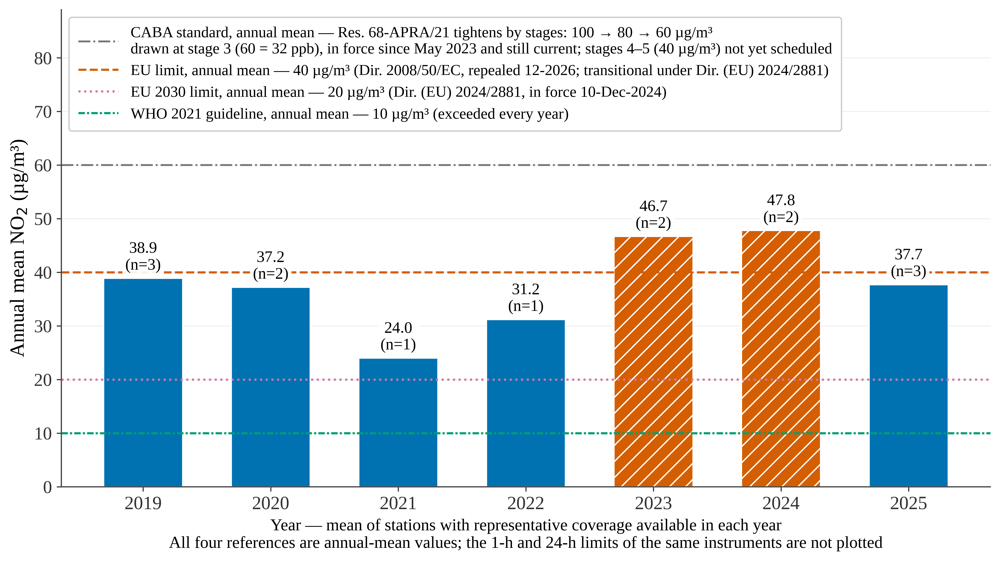 CABA standard, annual mean — Res. 68-APRA/21 tightens by stages: 100 → 80 → 60 µg/m³
drawn at stage 3 (60 = 32 ppb), in force since May 2023 and still current; stages 4–5 (40 µg/m³) not yet scheduled
EU limit, annual mean — 40 µg/m³ (Dir. 2008/50/EC, repealed 12-2026; transitional under Dir. (EU) 2024/2881)
EU 2030 limit, annual mean — 20 µg/m³ (Dir. (EU) 2024/2881, in force 10-Dec-2024)
WHO 2021 guideline, annual mean — 10 µg/m³ (exceeded every year)
Annual mean NO₂ (µg/m³)
80
70
60
50
40
30
20
10
0
38.9
(n=3)
37.2
(n=2)
24.0
(n=1)
31.2
(n=1)
46.7
(n=2)
47.8
(n=2)
37.7
(n=3)
2019 2020 2021 2022 2023 2024 2025
Year — mean of stations with representative coverage available in each year
All four references are annual-mean values; the 1-h and 24-h limits of the same instruments are not plotted